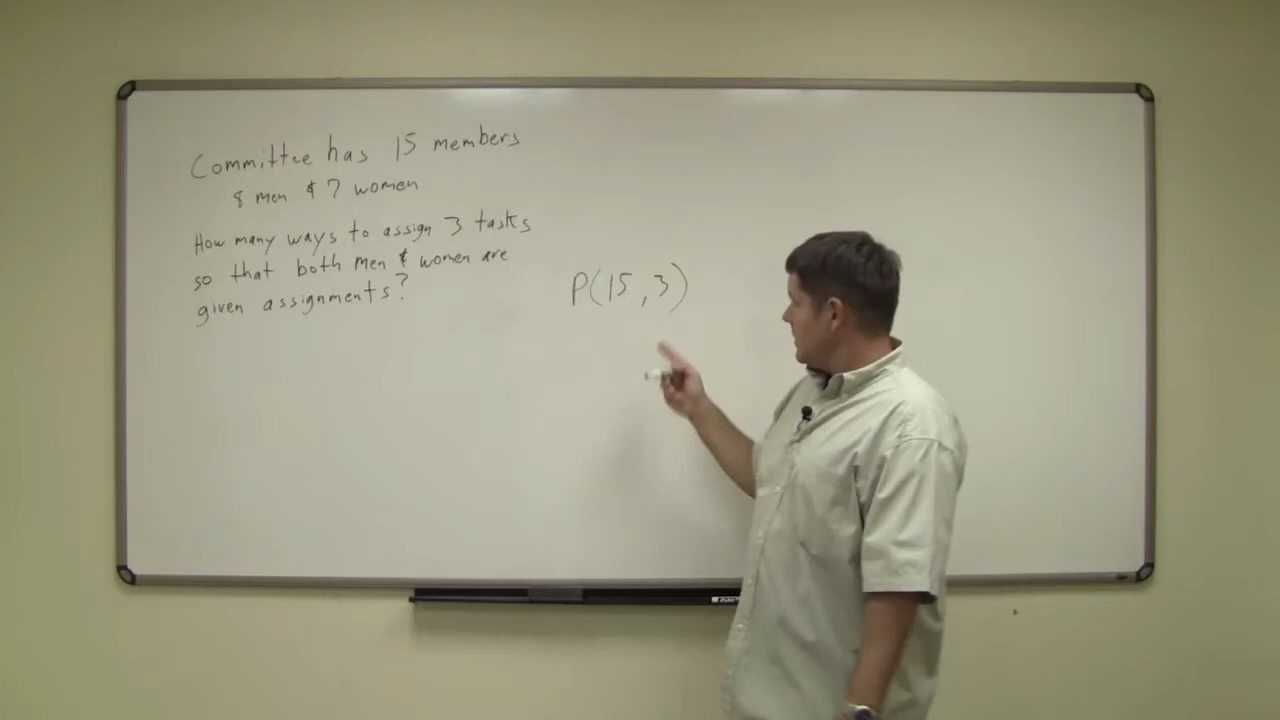 Committee has 15 members
8 men & 7 women
How many ways to assign 3 tasks
so that both men & women are
given assignments?
P(15,3)